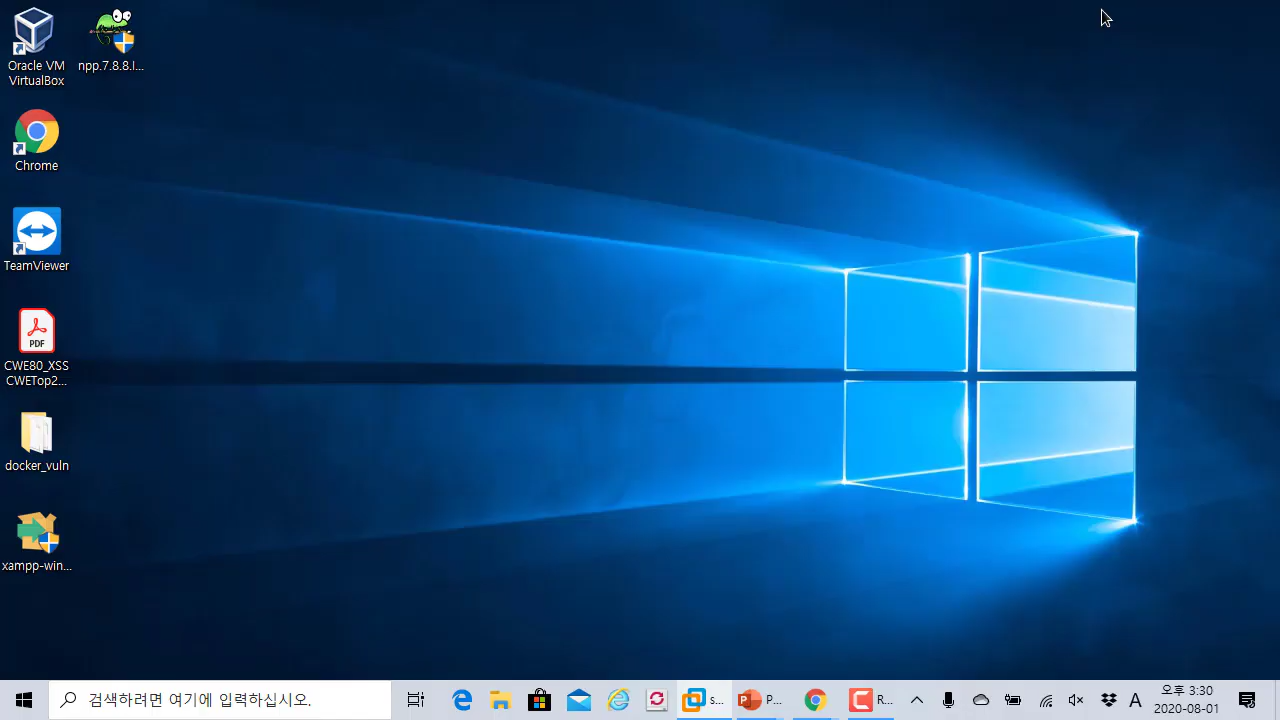 Oracle VM
VirtualBox
npp.7.8.8.I...
Chrome
TeamViewer
PDF
CWE80_XSS
CWETop2...
docker_vuln
xampp-win...
검색하려면 여기에 입력하십시오.
s...
P...
R...
A
오후 3:30
2020-08-01